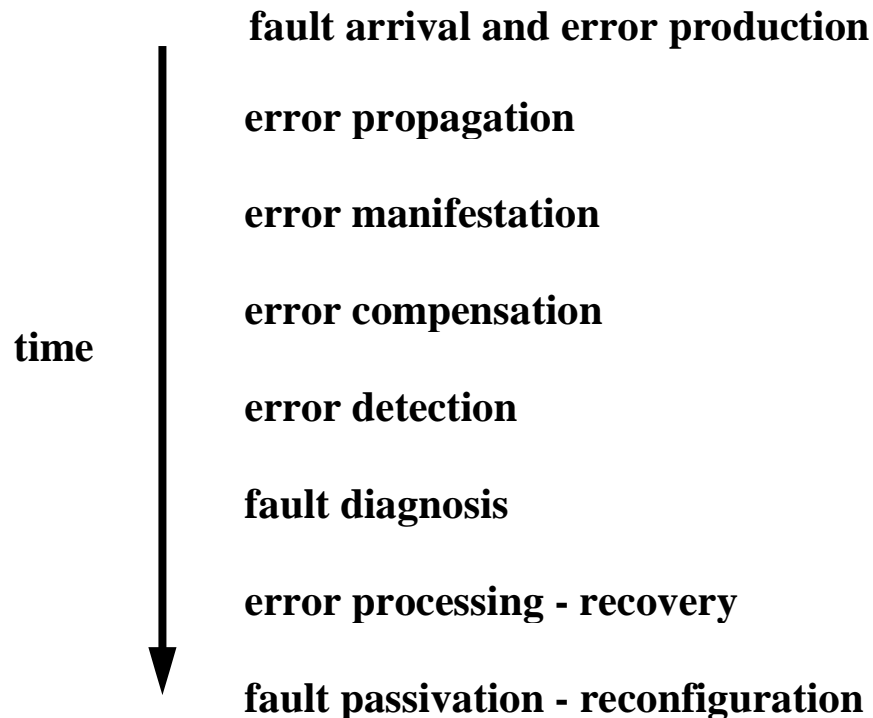 fault arrival and error production
error propagation
error manifestation
error compensation
time
error detection
fault diagnosis
error processing - recovery
fault passivation - reconfiguration